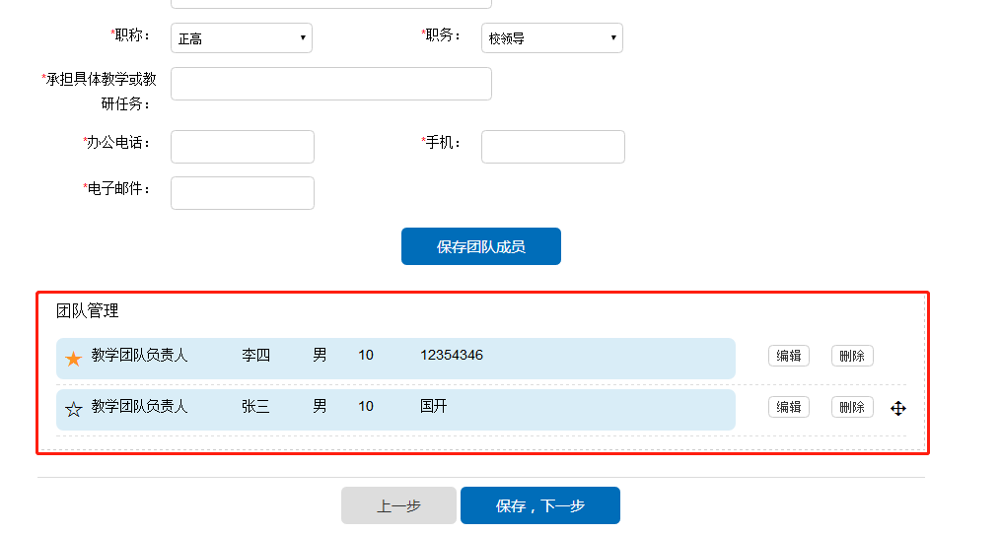 *职称： 正高 *职务： 校领导
*承担具体教学或教
研任务：
*办公电话： *手机：
*电子邮件：
保存团队成员
团队管理
教学团队负责人 李四 男 10 12354346 编辑 删除
教学团队负责人 张三 男 10 国开 编辑 删除
上一步 保存，下一步